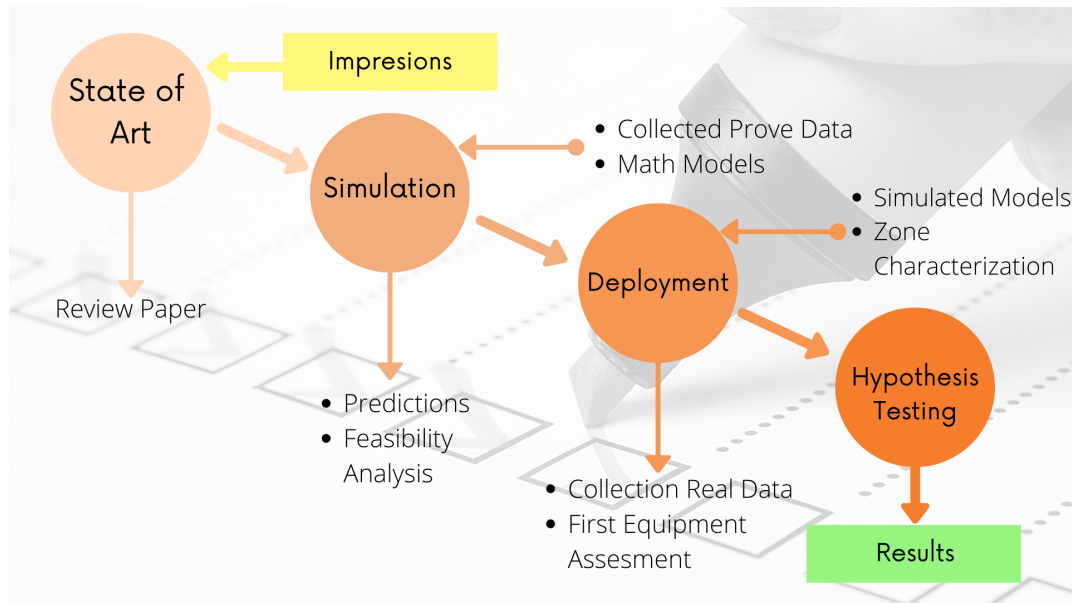 Impresions
State of
Art
• Collected Prove Data
• Math Models
Simulation
• Simulated Models
• Zone
Characterization
Deployment
Review Paper
Hypothesis
Testing
• Predictions
• Feasibility
Analysis
• Collection Real Data
• First Equipment
Assesment
Results